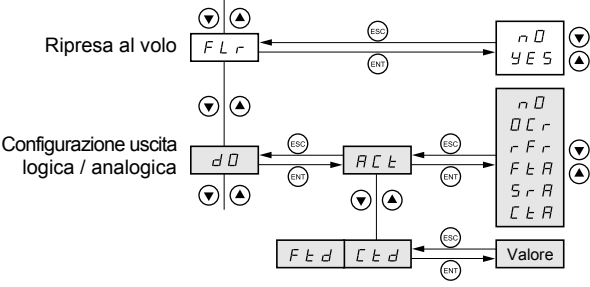 Ripresa al volo
FLr
ESC
ENT
nO
YES
Configurazione uscita
logica / analogica
dO
ESC
ENT
ACt
ESC
ENT
nO
OCr
rFr
FtA
SrA
CtA
Ftd
Ctd
ESC
ENT
Valore